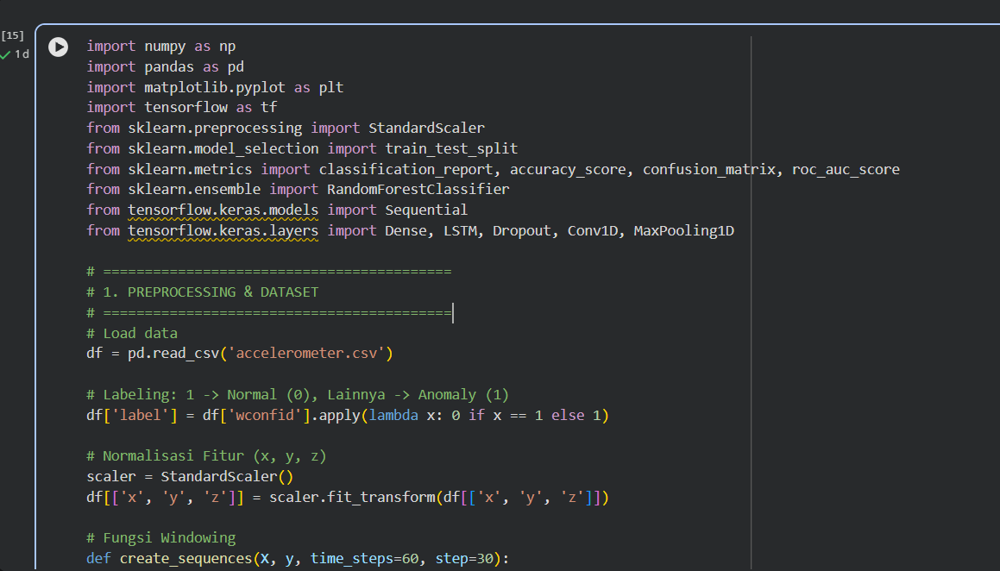 [15]
1d
import numpy as np
import pandas as pd
import matplotlib.pyplot as plt
import tensorflow as tf
from sklearn.preprocessing import StandardScaler
from sklearn.model_selection import train_test_split
from sklearn.metrics import classification_report, accuracy_score, confusion_matrix, roc_auc_score
from sklearn.ensemble import RandomForestClassifier
from tensorflow.keras.models import Sequential
from tensorflow.keras.layers import Dense, LSTM, Dropout, Conv1D, MaxPooling1D

# ==========================================
# 1. PREPROCESSING & DATASET
# ==========================================
# Load data
df = pd.read_csv('accelerometer.csv')

# Labeling: 1 -> Normal (0), Lainnya -> Anomaly (1)
df['label'] = df['wconfid'].apply(lambda x: 0 if x == 1 else 1)

# Normalisasi Fitur (x, y, z)
scaler = StandardScaler()
df[['x', 'y', 'z']] = scaler.fit_transform(df[['x', 'y', 'z']])

# Fungsi Windowing
def create_sequences(X, y, time_steps=60, step=30):